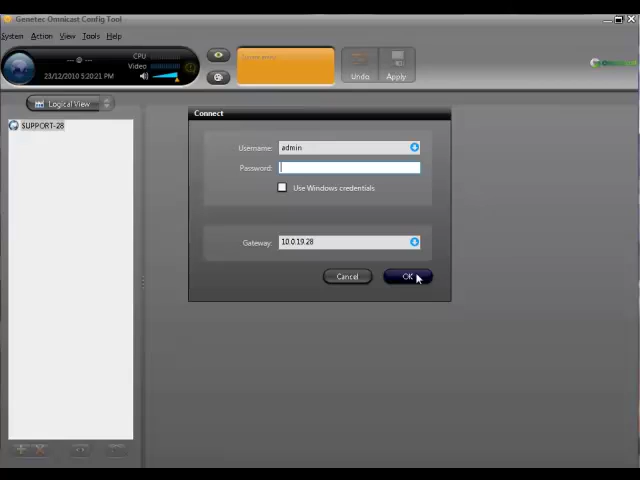 Genetec Omnicast Config Tool
System Action View Tools Help
CPU
Video
23/12/2010 5:20:21 PM
Undo
Apply
Logical View
SUPPORT-28
Connect
Username: admin
Password:
Use Windows credentials
Gateway: 10.0.19.28
Cancel
OK